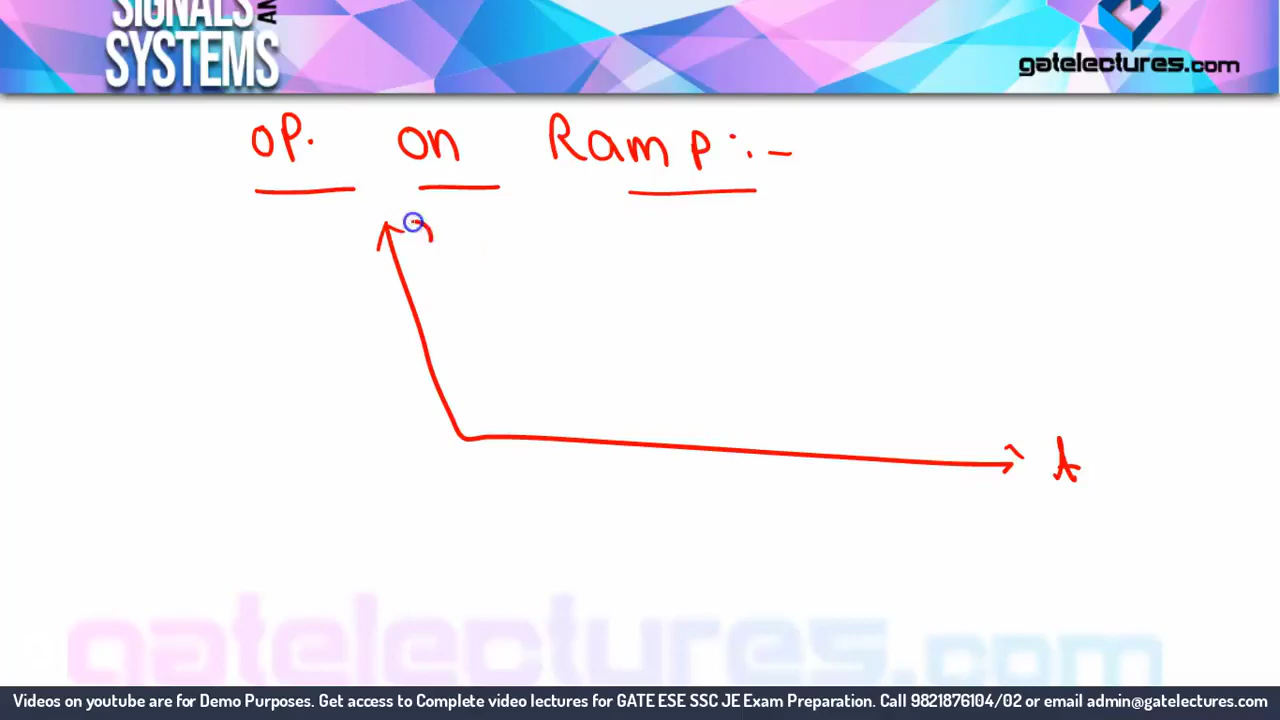 SIGNALS AND
SYSTEMS
gatelectures.com
OP. on Ramp:-
t
gatelectures.com
Videos on youtube are for Demo Purposes. Get access to Complete video lectures for GATE ESE SSC JE Exam Preparation. Call 9821876104/02 or email admin@gatelectures.com